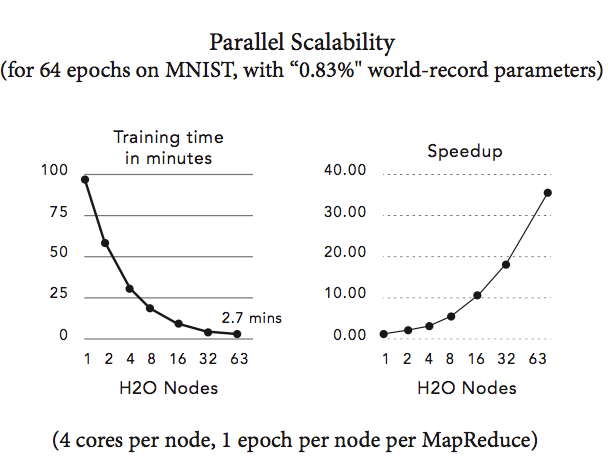 Parallel Scalability
(for 64 epochs on MNIST, with “0.83%" world-record parameters)
Training time
in minutes
100
75
50
25
0
2.7 mins
1 2 4 8 16 32 63
H2O Nodes
Speedup
40.00
30.00
20.00
10.00
0.00
1 2 4 8 16 32 63
H2O Nodes
(4 cores per node, 1 epoch per node per MapReduce)